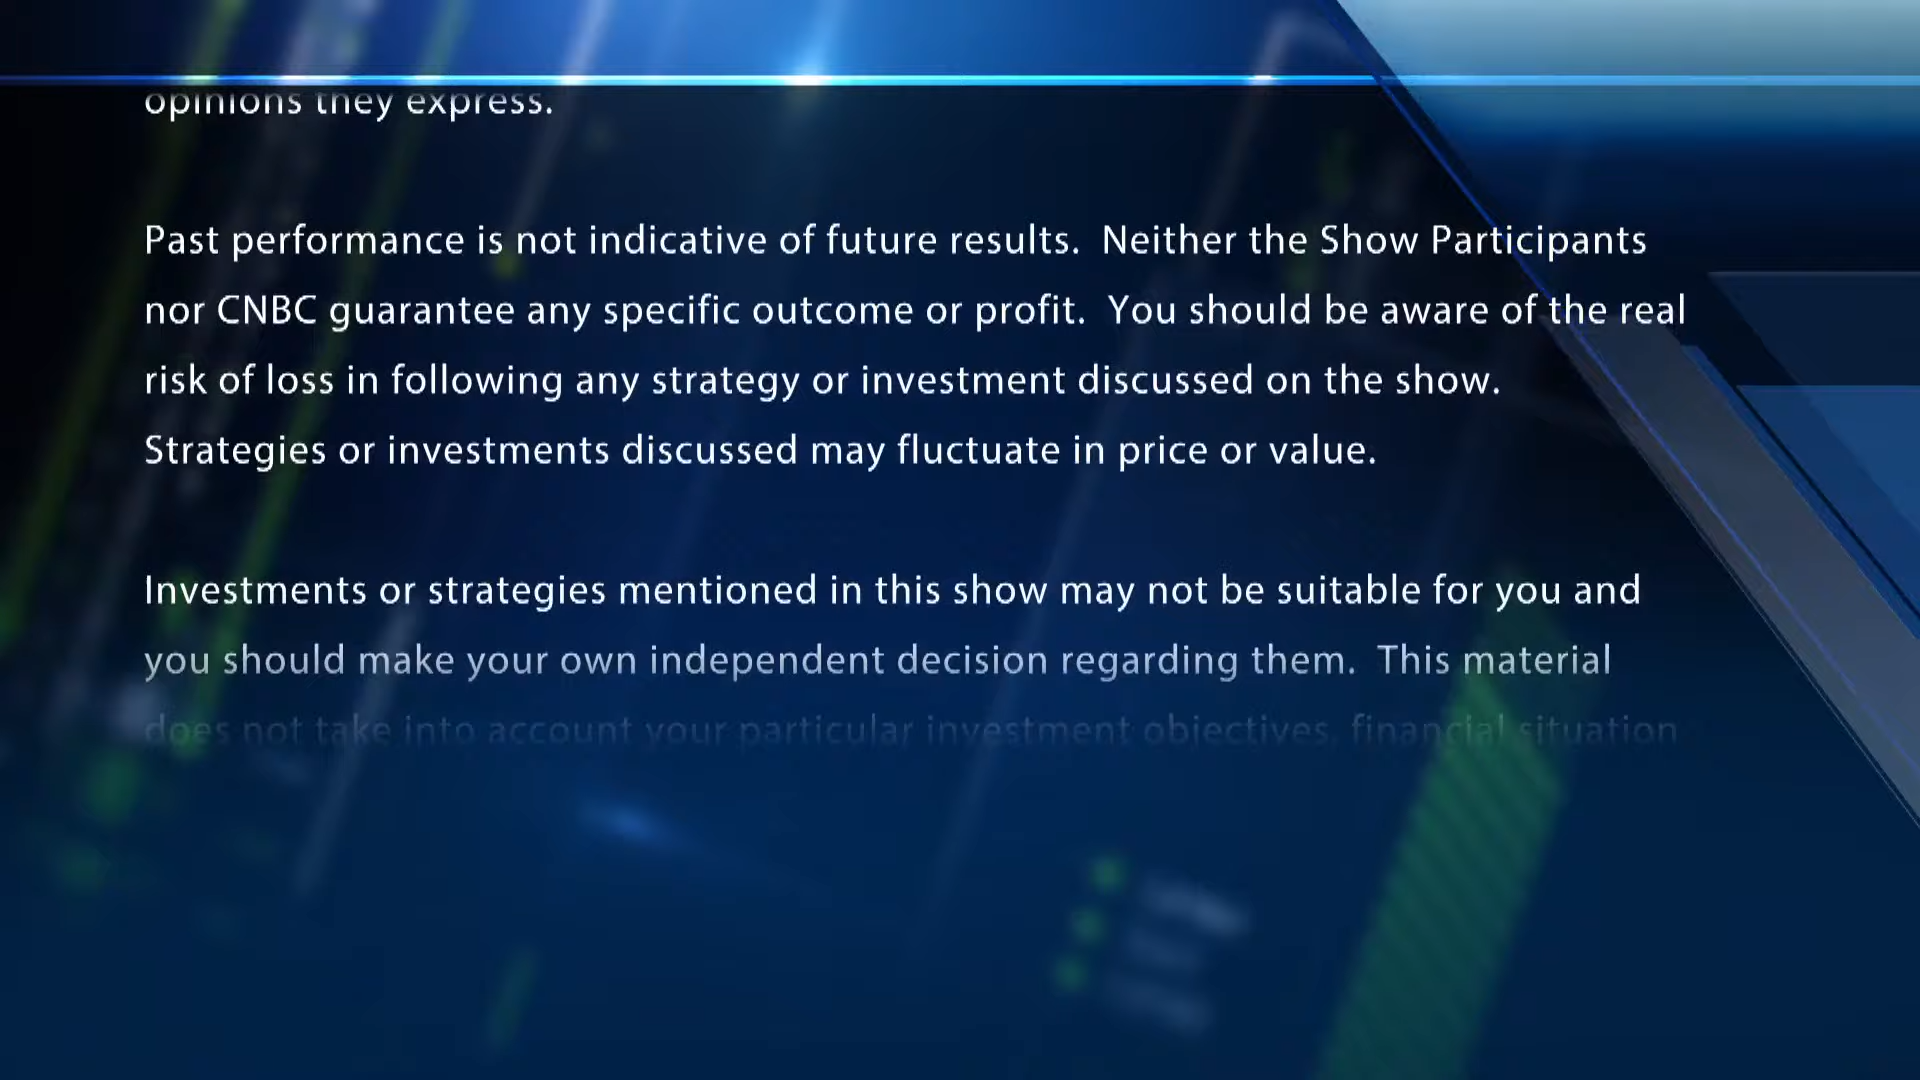 opinions they express.
Past performance is not indicative of future results.  Neither the Show Participants
nor CNBC guarantee any specific outcome or profit.  You should be aware of the real
risk of loss in following any strategy or investment discussed on the show.
Strategies or investments discussed may fluctuate in price or value.
Investments or strategies mentioned in this show may not be suitable for you and
you should make your own independent decision regarding them.  This material
does not take into account your particular investment objectives, financial situation